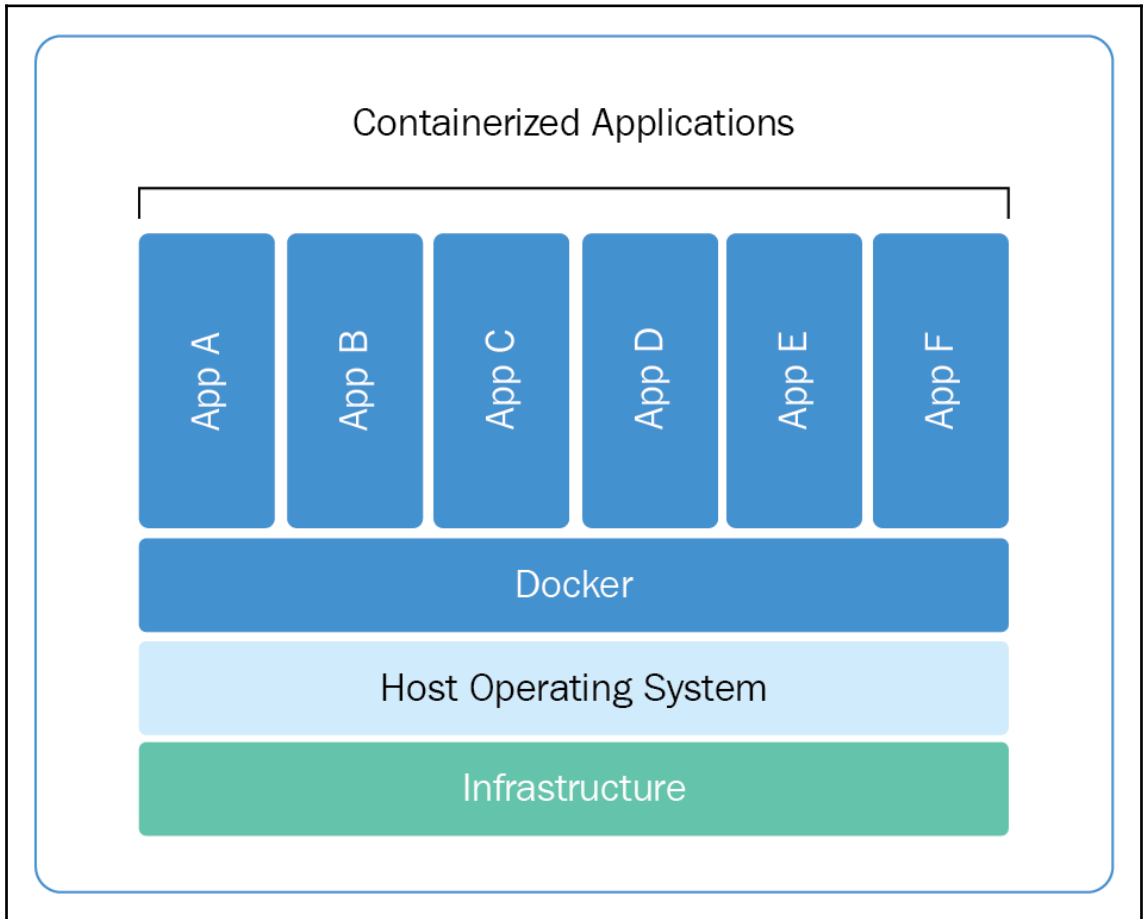 Containerized Applications
App A
App B
App C
App D
App E
App F
Docker
Host Operating System
Infrastructure